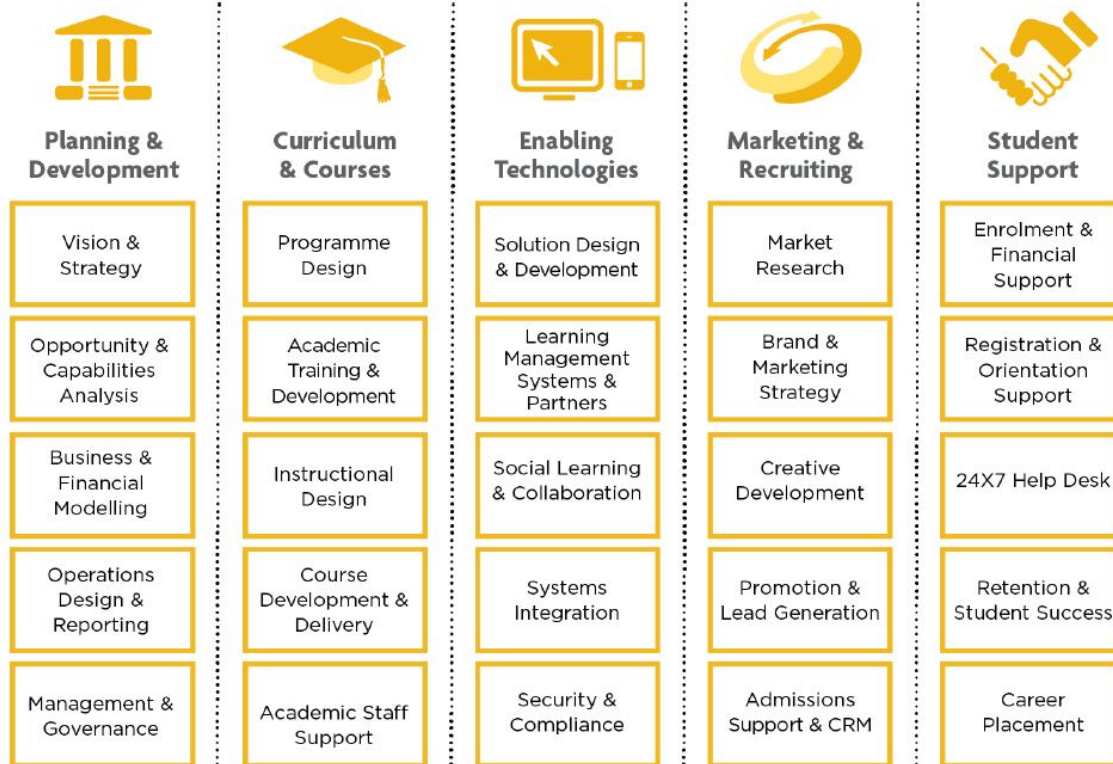 Planning &
Development
Vision &
Strategy
Opportunity &
Capabilities
Analysis
Business &
Financial
Modelling
Operations
Design &
Reporting
Management &
Governance
Curriculum
& Courses
Programme
Design
Academic
Training &
Development
Instructional
Design
Course
Development &
Delivery
Academic Staff
Support
Enabling
Technologies
Solution Design
& Development
Learning
Management
Systems &
Partners
Social Learning
& Collaboration
Systems
Integration
Security &
Compliance
Marketing &
Recruiting
Market
Research
Brand &
Marketing
Strategy
Creative
Development
Promotion &
Lead Generation
Admissions
Support & CRM
Student
Support
Enrolment &
Financial
Support
Registration &
Orientation
Support
24X7 Help Desk
Retention &
Student Success
Career
Placement